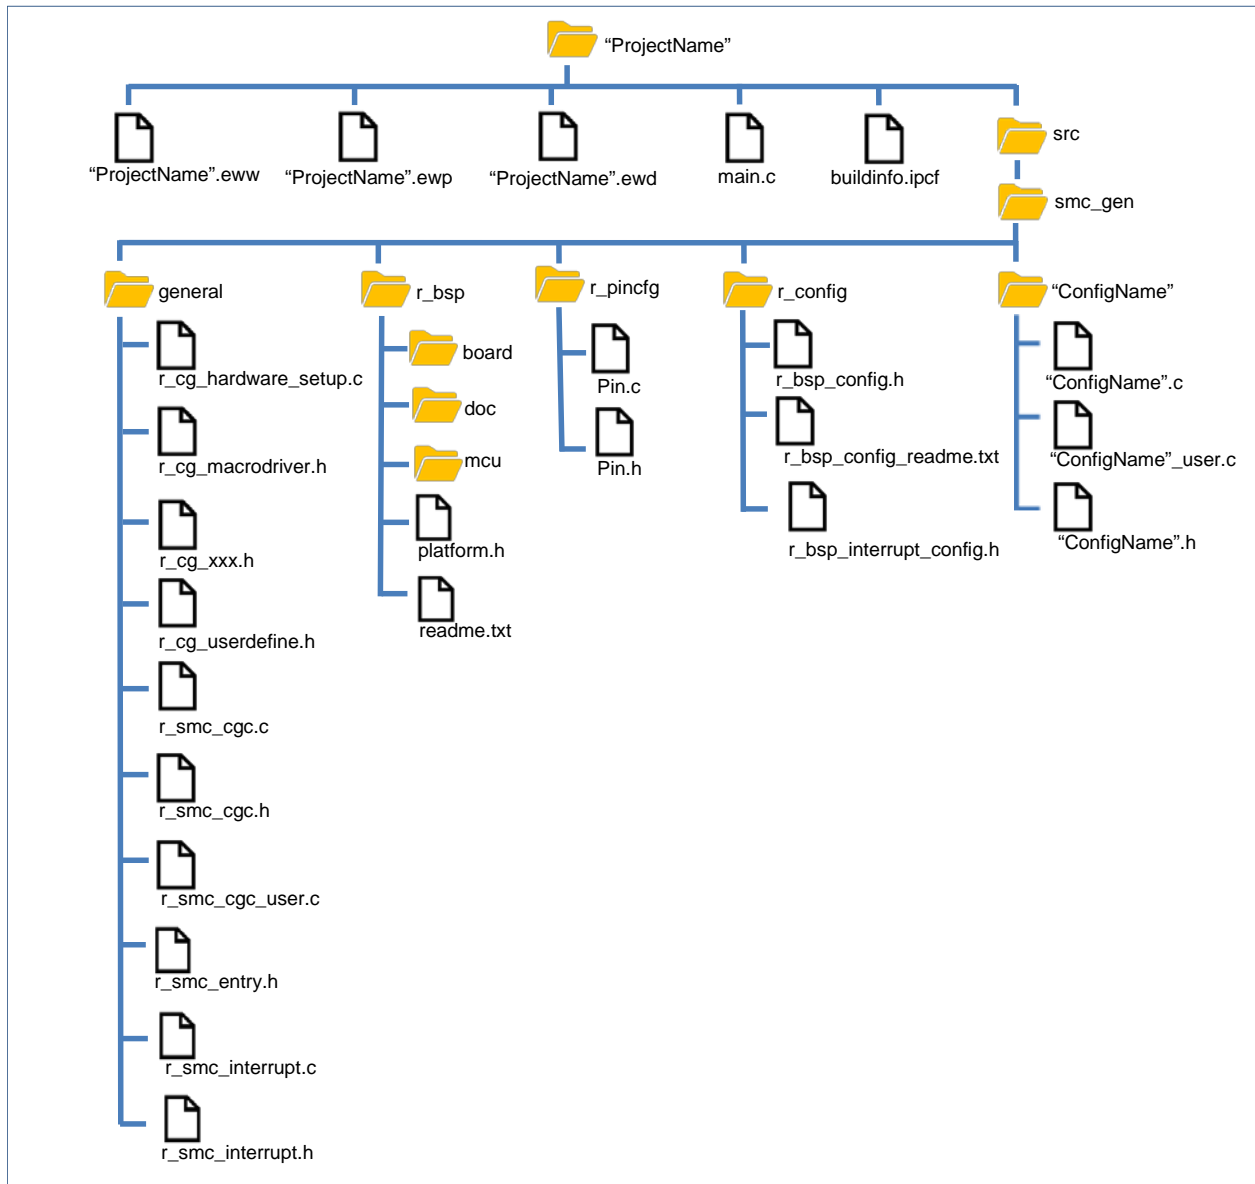 “ProjectName”
“ProjectName”.eww
“ProjectName”.ewp
“ProjectName”.ewd
main.c
buildinfo.ipcf
src
smc_gen
general
r_cg_hardware_setup.c
r_cg_macrodriver.h
r_cg_xxx.h
r_cg_userdefine.h
r_smc_cgc.c
r_smc_cgc.h
r_smc_cgc_user.c
r_smc_entry.h
r_smc_interrupt.c
r_smc_interrupt.h
r_bsp
board
doc
mcu
platform.h
readme.txt
r_pincfg
Pin.c
Pin.h
r_config
r_bsp_config.h
r_bsp_config_readme.txt
r_bsp_interrupt_config.h
“ConfigName”
“ConfigName”.c
“ConfigName”_user.c
“ConfigName”.h